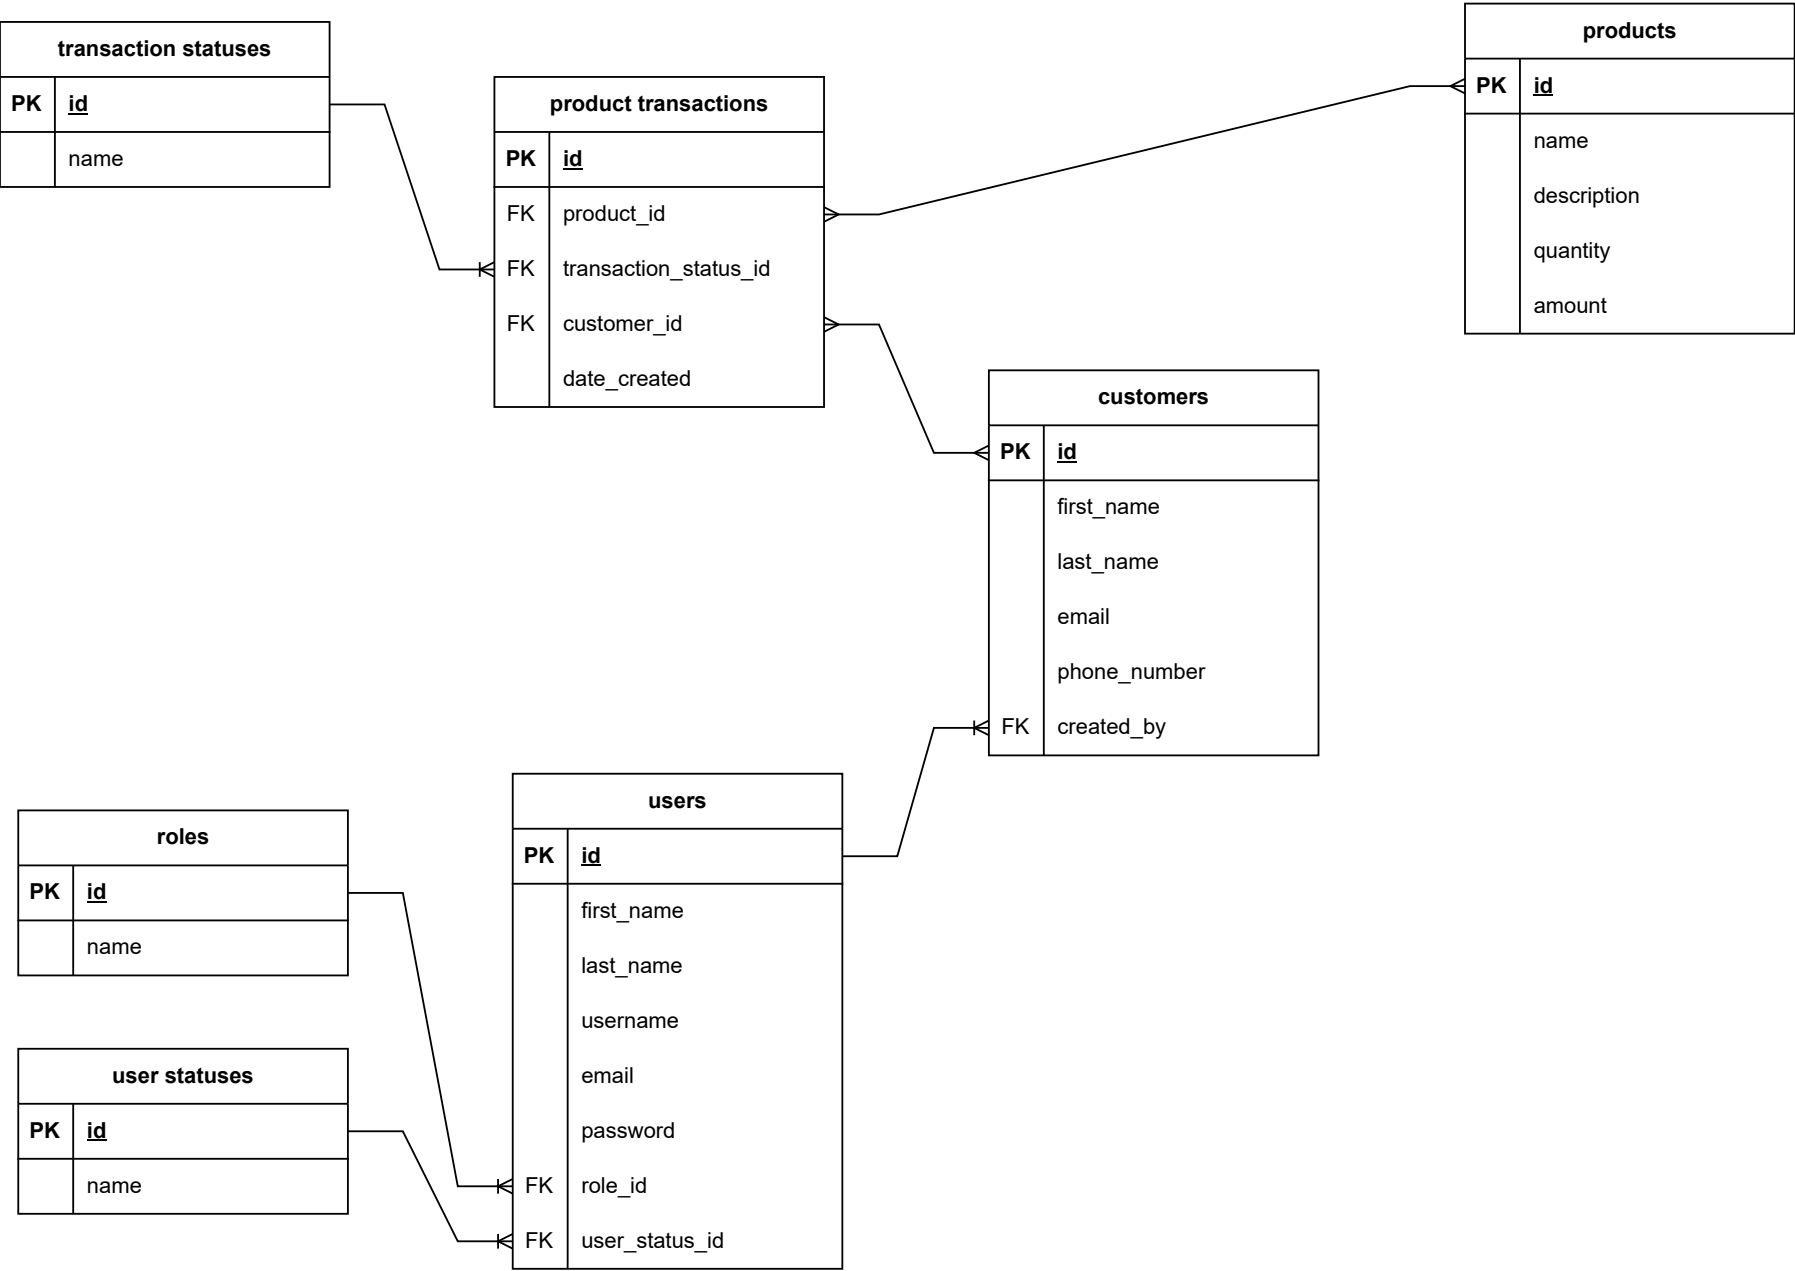 transaction statuses
PK id
name
product transactions
PK id
FK product_id
FK transaction_status_id
FK customer_id
date_created
products
PK id
name
description
quantity
amount
customers
PK id
first_name
last_name
email
phone_number
FK created_by
roles
PK id
name
user statuses
PK id
name
users
PK id
first_name
last_name
username
email
password
FK role_id
FK user_status_id